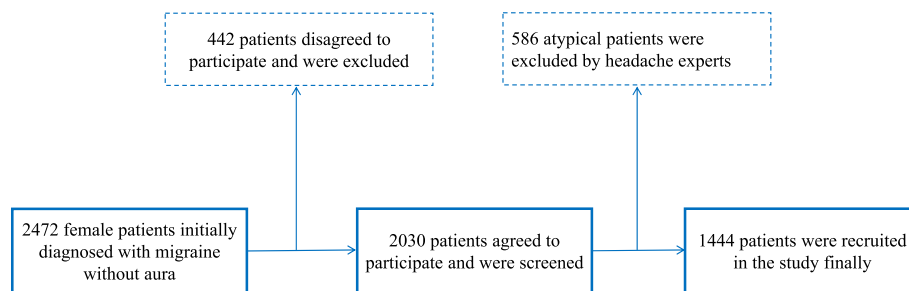 442 patients disagreed to
participate and were excluded
586 atypical patients were
excluded by headache experts
2472 female patients initially
diagnosed with migraine
without aura
2030 patients agreed to
participate and were screened
1444 patients were recruited
in the study finally